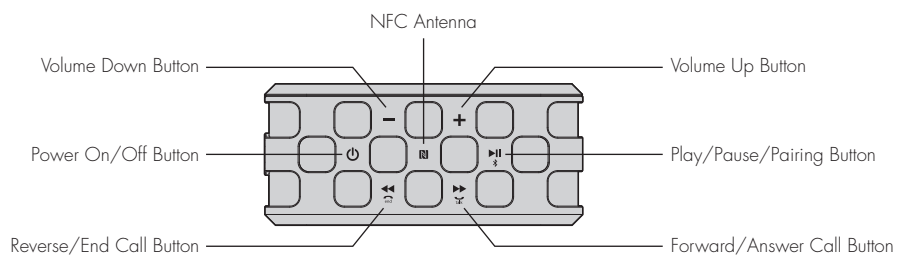 NFC Antenna
Volume Down Button
Volume Up Button
Power On/Off Button
Play/Pause/Pairing Button
Reverse/End Call Button
Forward/Answer Call Button